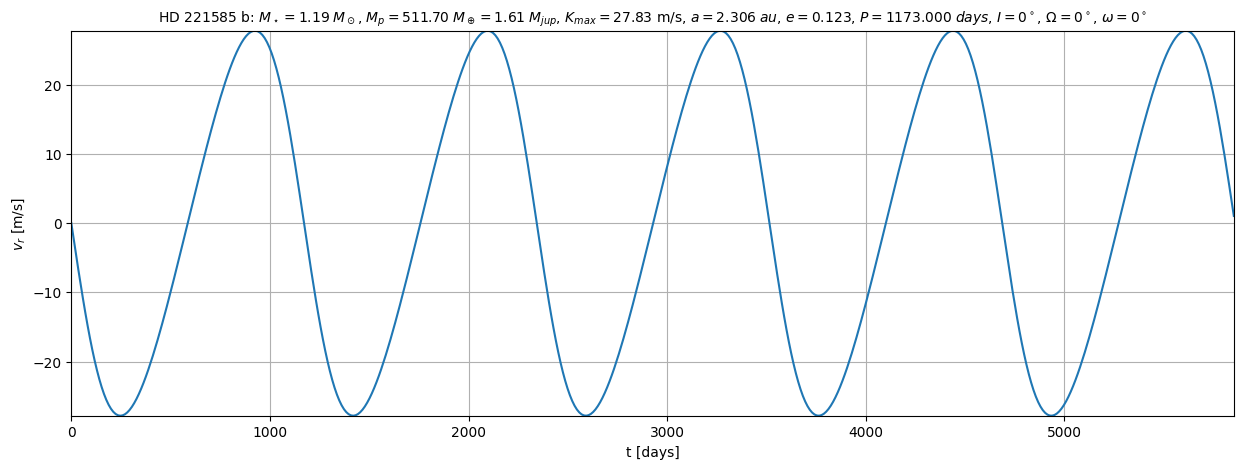 HD 221585 b: M⋆ = 1.19 M⊙, Mp = 511.70 M⊕ = 1.61 Mjup, Kmax = 27.83 m/s, a = 2.306 au, e = 0.123, P = 1173.000 days, I = 0°, Ω = 0°, ω = 0°
20
10
0
−10
−20
vr [m/s]
0 1000 2000 3000 4000 5000
t [days]